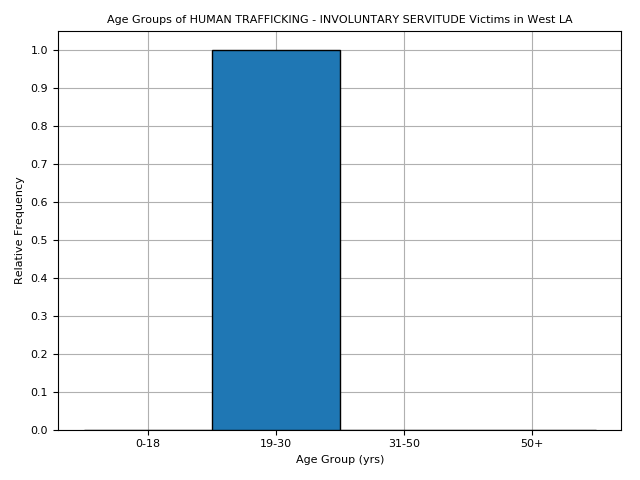 Age Groups of HUMAN TRAFFICKING - INVOLUNTARY SERVITUDE Victims in West LA
1.0
0.9
0.8
0.7
0.6
0.5
0.4
0.3
0.2
0.1
0.0
Relative Frequency
0-18 19-30 31-50 50+
Age Group (yrs)